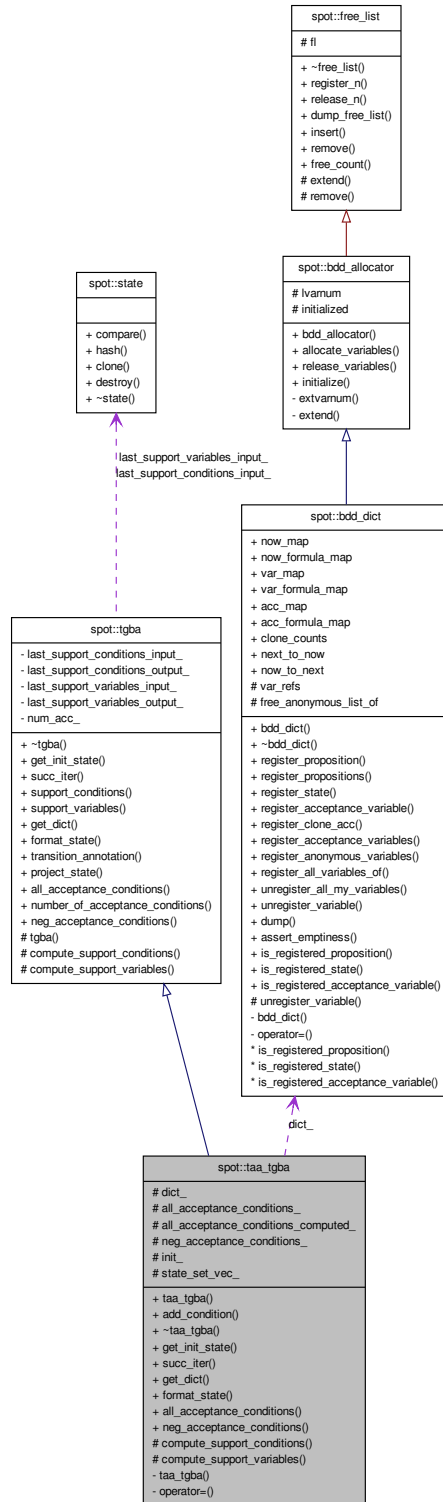 spot::free_list
# fl
+ ~free_list()
+ register_n()
+ release_n()
+ dump_free_list()
+ insert()
+ remove()
+ free_count()
# extend()
# remove()
spot::bdd_allocator
# lvarnum
# initialized
+ bdd_allocator()
+ allocate_variables()
+ release_variables()
+ initialize()
- extvarnum()
- extend()
spot::state
+ compare()
+ hash()
+ clone()
+ destroy()
+ ~state()
last_support_variables_input_
last_support_conditions_input_
spot::bdd_dict
+ now_map
+ now_formula_map
+ var_map
+ var_formula_map
+ acc_map
+ acc_formula_map
+ clone_counts
+ next_to_now
+ now_to_next
# var_refs
# free_anonymous_list_of
+ bdd_dict()
+ ~bdd_dict()
+ register_proposition()
+ register_propositions()
+ register_state()
+ register_acceptance_variable()
+ register_clone_acc()
+ register_acceptance_variables()
+ register_anonymous_variables()
+ register_all_variables_of()
+ unregister_all_my_variables()
+ unregister_variable()
+ dump()
+ assert_emptiness()
+ is_registered_proposition()
+ is_registered_state()
+ is_registered_acceptance_variable()
# unregister_variable()
- bdd_dict()
- operator=()
* is_registered_proposition()
* is_registered_state()
* is_registered_acceptance_variable()
spot::tgba
- last_support_conditions_input_
- last_support_conditions_output_
- last_support_variables_input_
- last_support_variables_output_
- num_acc_
+ ~tgba()
+ get_init_state()
+ succ_iter()
+ support_conditions()
+ support_variables()
+ get_dict()
+ format_state()
+ transition_annotation()
+ project_state()
+ all_acceptance_conditions()
+ number_of_acceptance_conditions()
+ neg_acceptance_conditions()
# tgba()
# compute_support_conditions()
# compute_support_variables()
dict_
spot::taa_tgba
# dict_
# all_acceptance_conditions_
# all_acceptance_conditions_computed_
# neg_acceptance_conditions_
# init_
# state_set_vec_
+ taa_tgba()
+ add_condition()
+ ~taa_tgba()
+ get_init_state()
+ succ_iter()
+ get_dict()
+ format_state()
+ all_acceptance_conditions()
+ neg_acceptance_conditions()
# compute_support_conditions()
# compute_support_variables()
- taa_tgba()
- operator=()